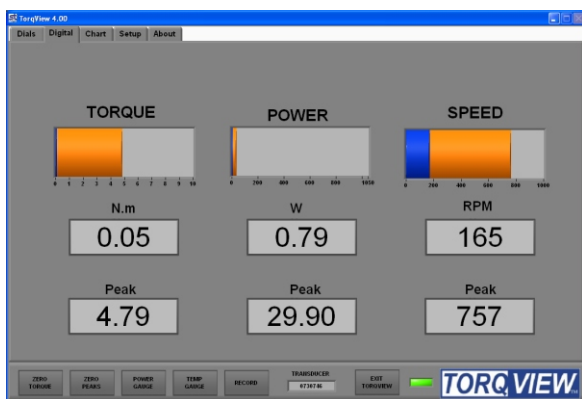 TorqView 4.00
Dials Digital Chart Setup About
TORQUE POWER SPEED
0 1 2 3 4 5 6 7 8 9 10 0 200 400 600 800 1000 0 200 400 600 800 1000
N.m W RPM
0.05 0.79 165
Peak Peak Peak
4.79 29.90 757
ZERO TORQUE ZERO PEAKS POWER GAUGE TEMP GAUGE RECORD TRANSDUCER 0730746 EXIT TORQVIEW TORQVIEW